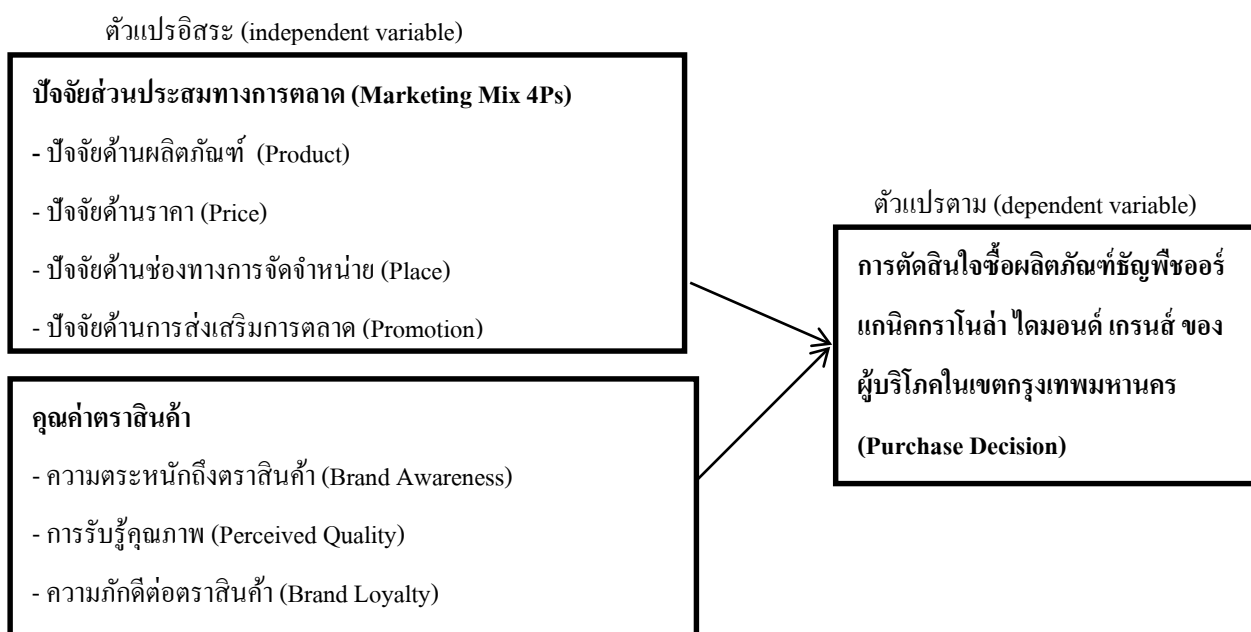 ตัวแปรอิสระ (independent variable)
ปัจจัยส่วนประสมทางการตลาด (Marketing Mix 4Ps)
- ปัจจัยด้านผลิตภัณฑ์ (Product)
- ปัจจัยด้านราคา (Price)
- ปัจจัยด้านช่องทางการจัดจำหน่าย (Place)
- ปัจจัยด้านการส่งเสริมการตลาด (Promotion)
คุณค่าตราสินค้า
- ความตระหนักถึงตราสินค้า (Brand Awareness)
- การรับรู้คุณภาพ (Perceived Quality)
- ความภักดีต่อตราสินค้า (Brand Loyalty)
ตัวแปรตาม (dependent variable)
การตัดสินใจซื้อผลิตภัณฑ์ธัญพืชออร์
แกนิคกราโนล่า ไดมอนด์ เกรนส์ ของ
ผู้บริโภคในเขตกรุงเทพมหานคร
(Purchase Decision)